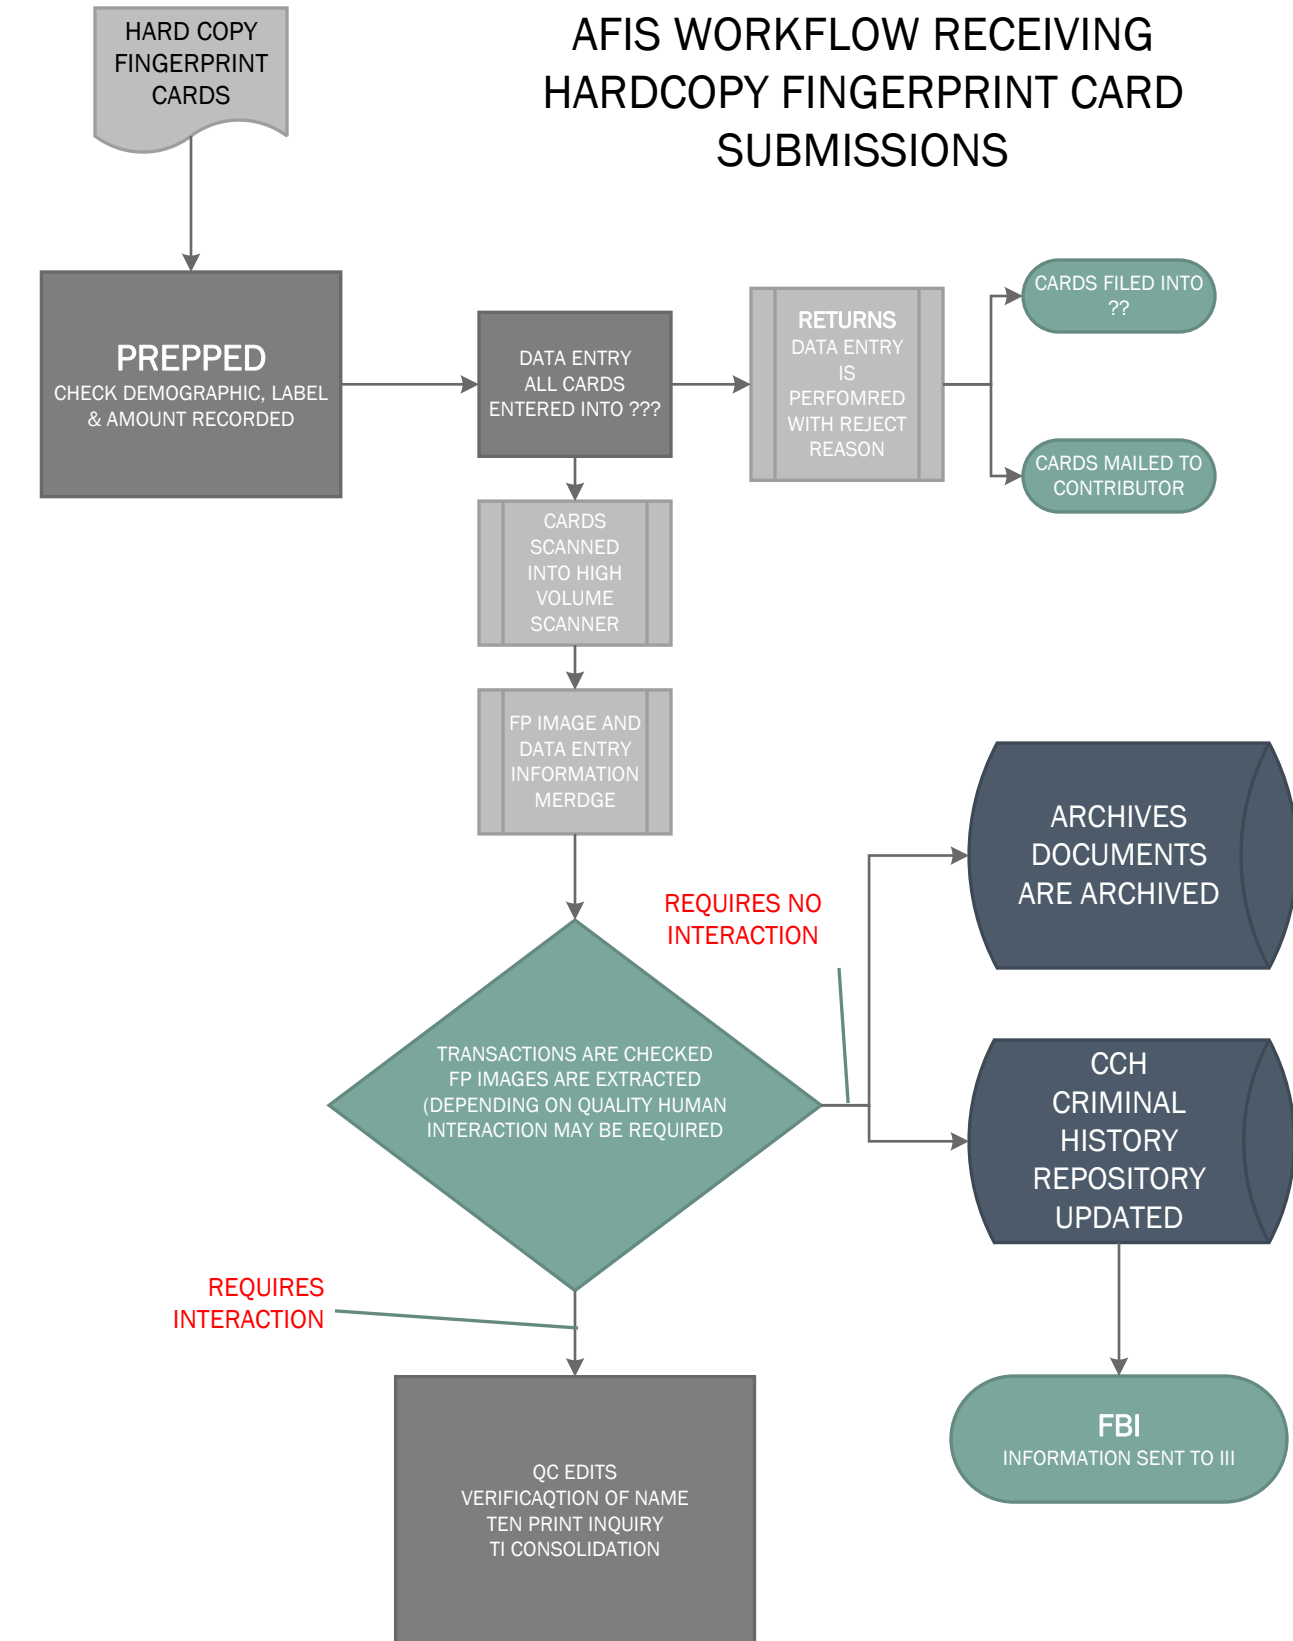 HARD COPY
FINGERPRINT
CARDS
AFIS WORKFLOW RECEIVING
HARDCOPY FINGERPRINT CARD
SUBMISSIONS
PREPPED
CHECK DEMOGRAPHIC, LABEL
& AMOUNT RECORDED
DATA ENTRY
ALL CARDS
ENTERED INTO ???
RETURNS
DATA ENTRY
IS
PERFOMRED
WITH REJECT
REASON
CARDS FILED INTO
??
CARDS MAILED TO
CONTRIBUTOR
CARDS
SCANNED
INTO HIGH
VOLUME
SCANNER
FP IMAGE AND
DATA ENTRY
INFORMATION
MERDGE
REQUIRES NO
INTERACTION
ARCHIVES
DOCUMENTS
ARE ARCHIVED
TRANSACTIONS ARE CHECKED
FP IMAGES ARE EXTRACTED
(DEPENDING ON QUALITY HUMAN
INTERACTION MAY BE REQUIRED
CCH
CRIMINAL
HISTORY
REPOSITORY
UPDATED
REQUIRES
INTERACTION
QC EDITS
VERIFICAQTION OF NAME
TEN PRINT INQUIRY
TI CONSOLIDATION
FBI
INFORMATION SENT TO III